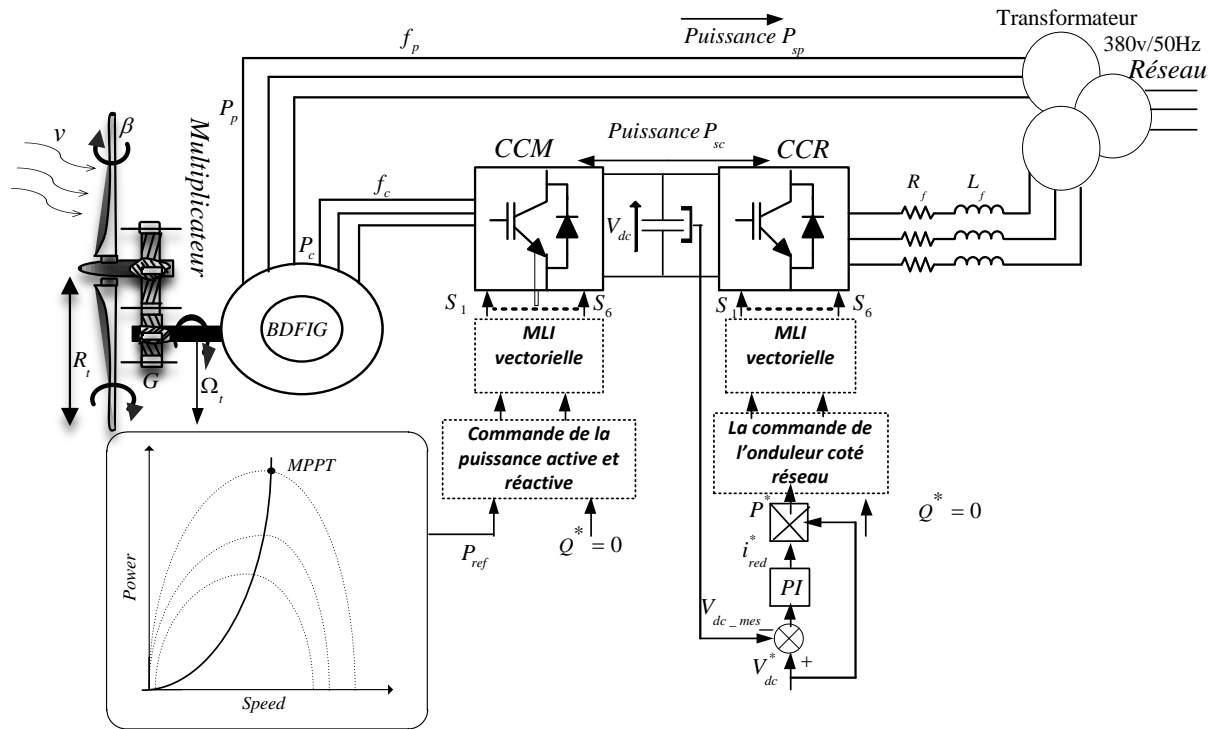 Transformateur
380v/50Hz
Réseau
Puissance P_sp
f_p
P_p
v
β
Multiplicateur
Puissance P_sc
CCM
CCR
f_c
P_c
V_dc
R_f
L_f
BDFIG
S_1
S_6
S_1
S_6
MLI
vectorielle
MLI
vectorielle
R_t
G
Ω_t
Commande de la
puissance active et
réactive
La commande de
l'onduleur coté
réseau
MPPT
Power
Speed
P_ref
Q^* = 0
P^*
Q^* = 0
i_red^*
PI
V_dc_mes
−
+
V_dc^*